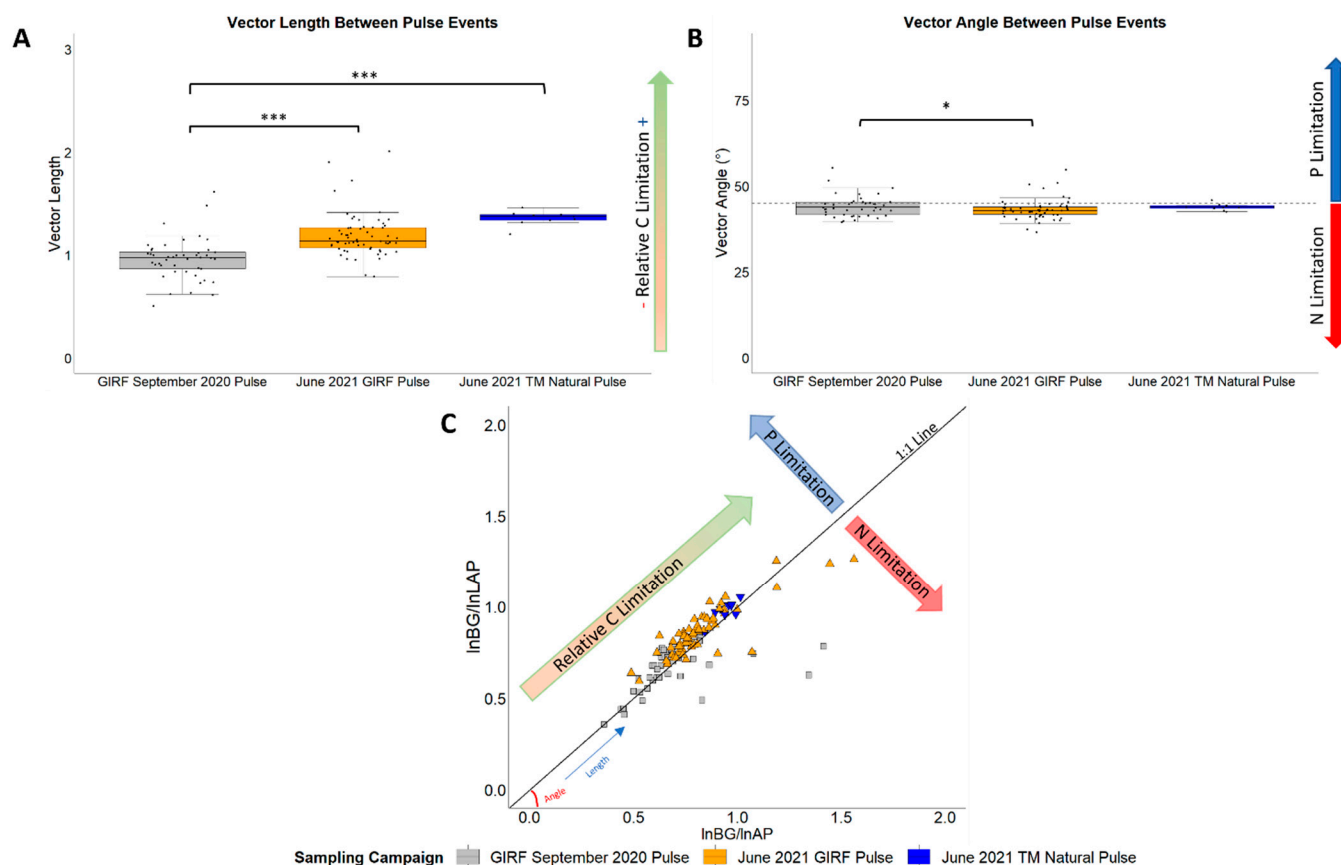 Vector Length Between Pulse Events
A
3
2
1
0
Vector Length
***
***
- Relative C Limitation +
GIRF September 2020 Pulse
June 2021 GIRF Pulse
June 2021 TM Natural Pulse
Vector Angle Between Pulse Events
B
75
50
25
0
Vector Angle (°)
*
P Limitation
N Limitation
GIRF September 2020 Pulse
June 2021 GIRF Pulse
June 2021 TM Natural Pulse
C
2.0
1.5
1.0
0.5
0.0
lnBG/lnLAP
Relative C Limitation
P Limitation
N Limitation
1:1 Line
Length
Angle
0.0
0.5
1.0
1.5
2.0
lnBG/lnAP
Sampling Campaign
GIRF September 2020 Pulse
June 2021 GIRF Pulse
June 2021 TM Natural Pulse